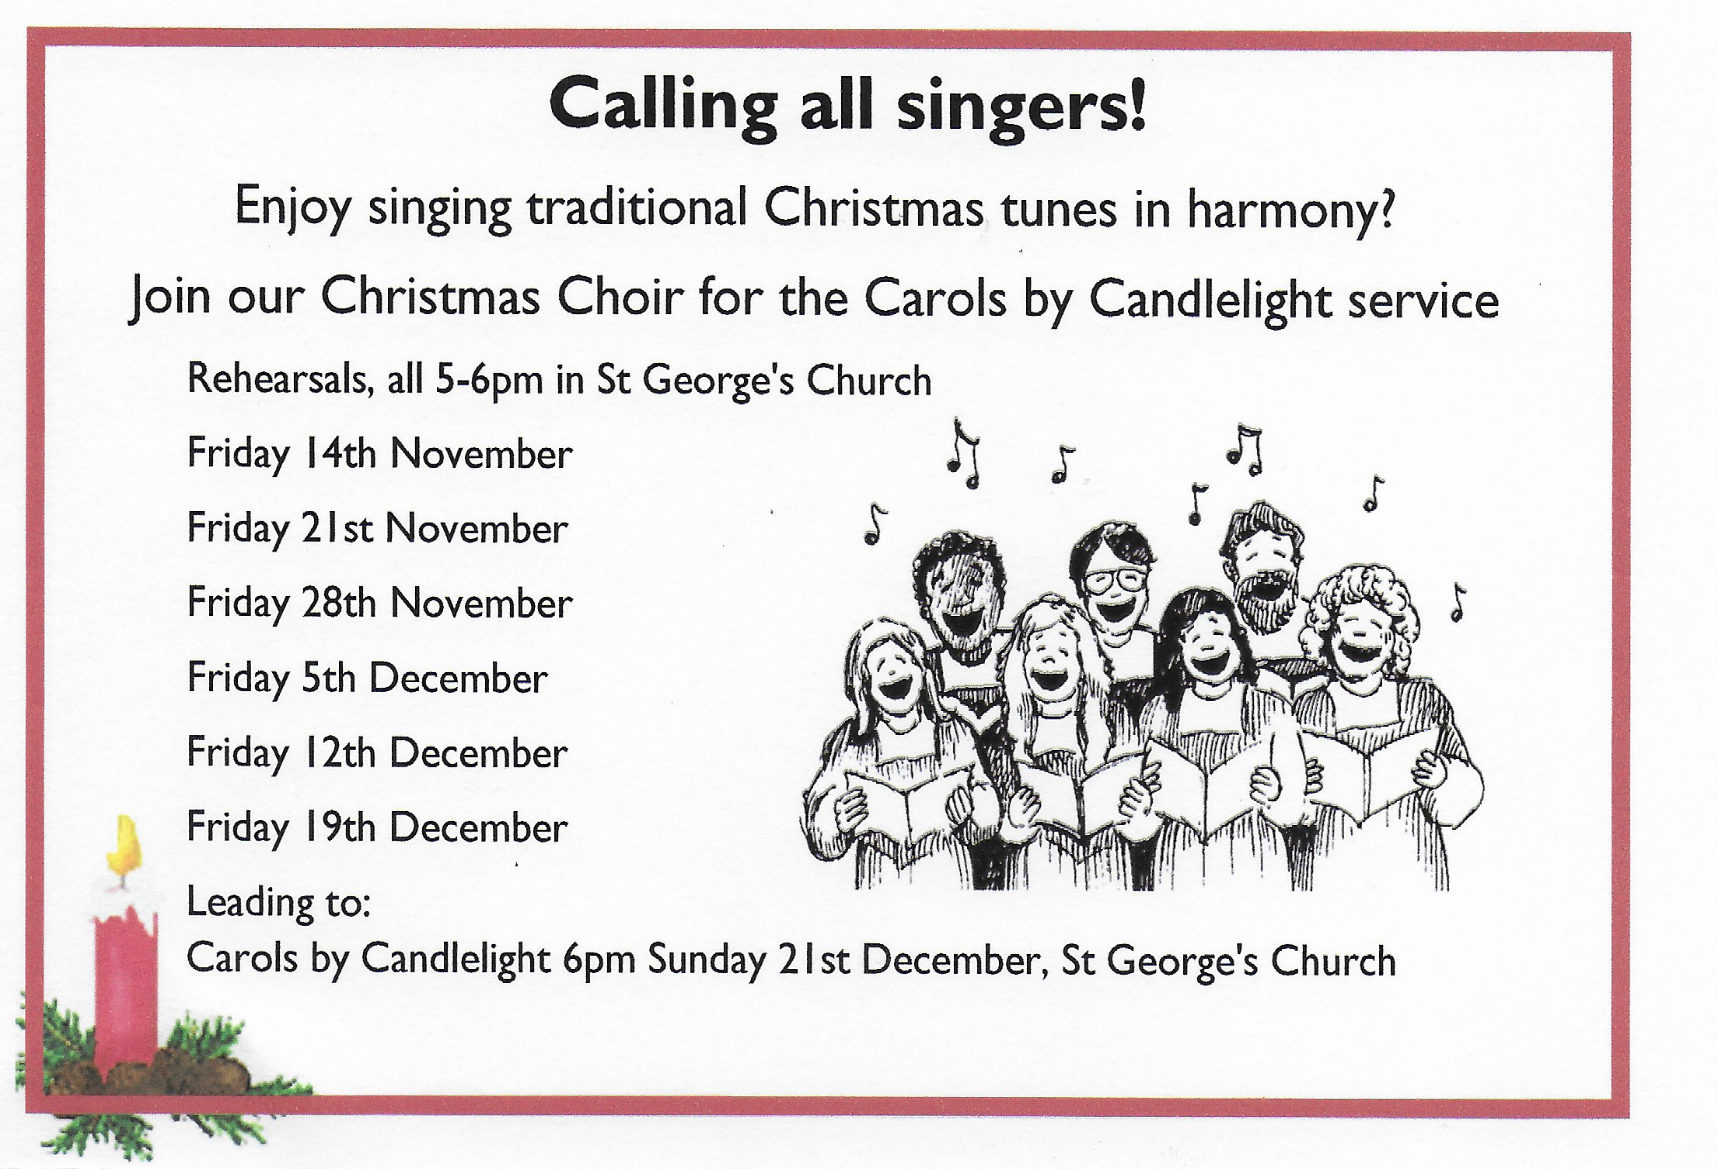 Calling all singers!
Enjoy singing traditional Christmas tunes in harmony?
Join our Christmas Choir for the Carols by Candlelight service
Rehearsals, all 5-6pm in St George's Church
Friday 14th November
Friday 21st November
Friday 28th November
Friday 5th December
Friday 12th December
Friday 19th December
Leading to:
Carols by Candlelight 6pm Sunday 21st December, St George's Church